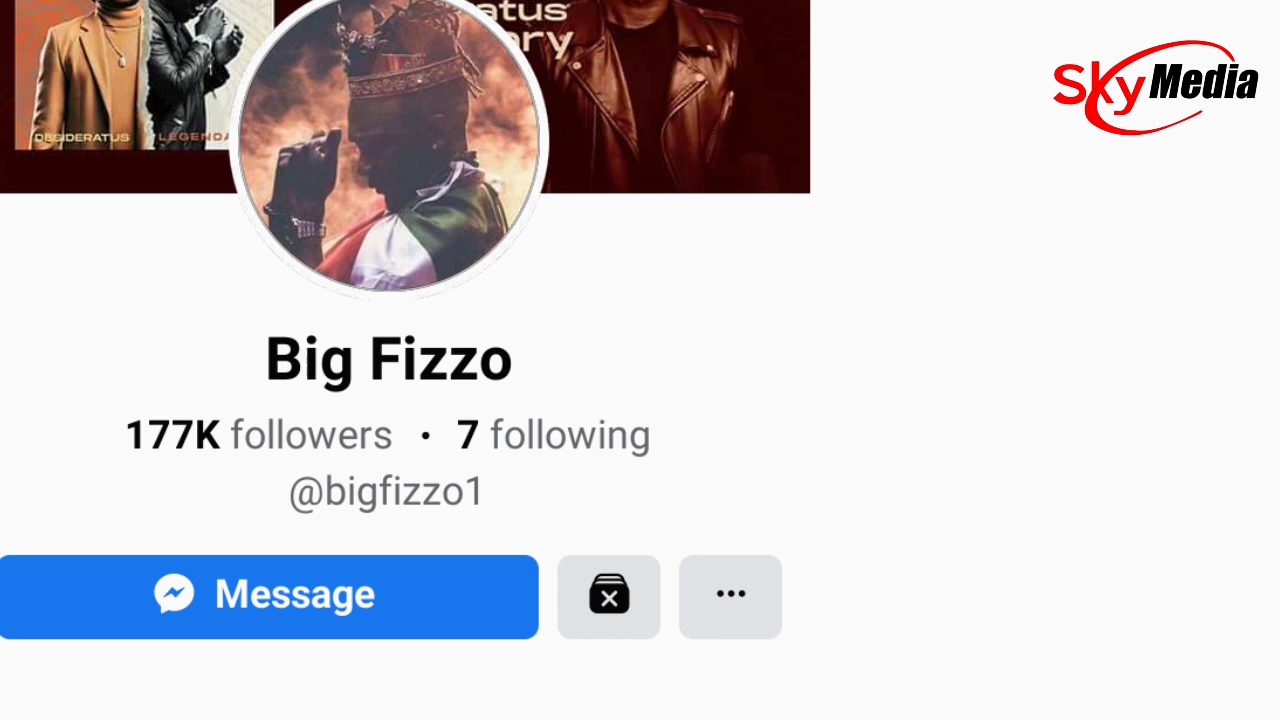 atus
ary
DESIDERATUS
LEGENDA
Sky Media
Big Fizzo
177K followers • 7 following
@bigfizzo1
Message